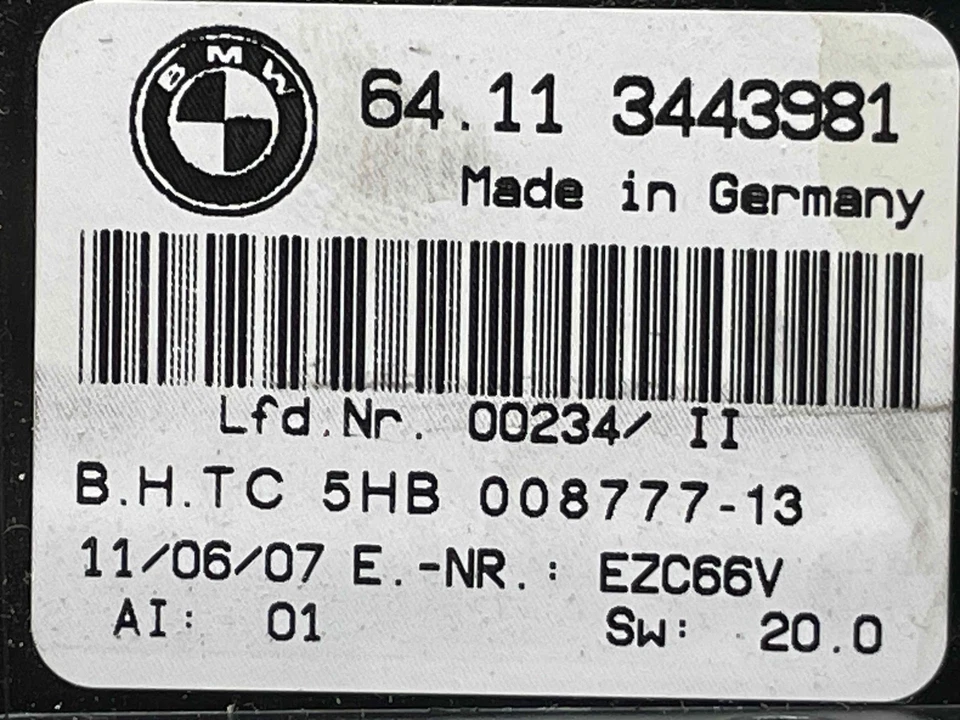 BMW
64.11 3443981
Made in Germany
Lfd.Nr. 00234/ II
B.H.TC 5HB 008777-13
11/06/07 E.-NR.: EZC66V
AI: 01 Sw: 20.0